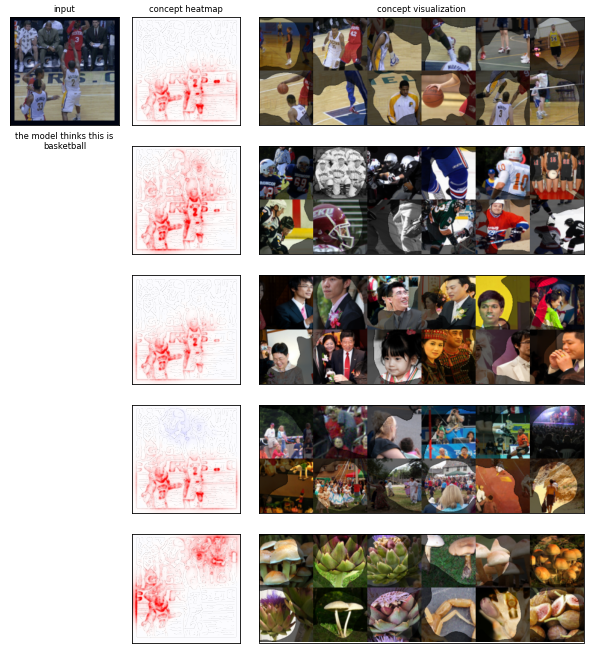 input
concept heatmap
concept visualization
the model thinks this is
basketball